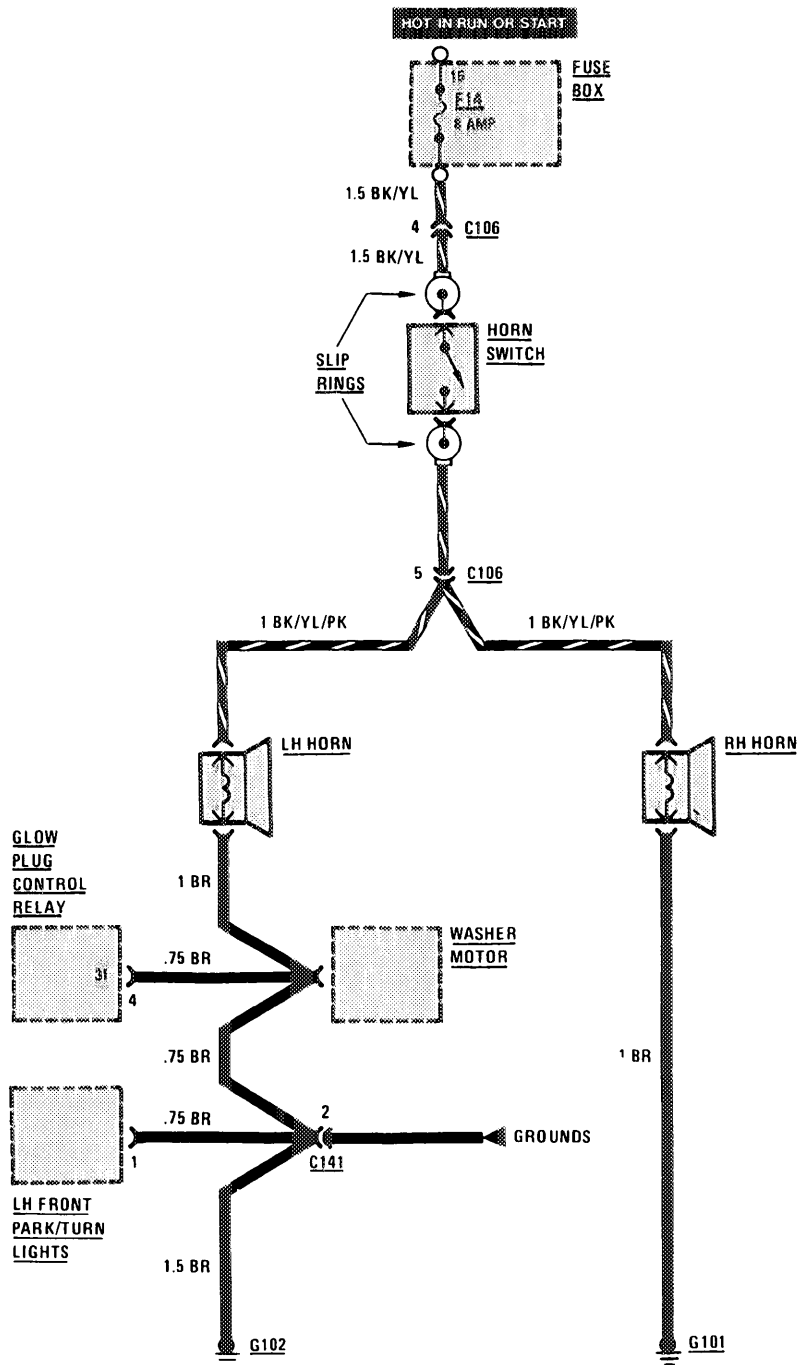 HOT IN RUN OR START
FUSE
BOX
16
F14
8 AMP
1.5 BK/YL
4
C106
1.5 BK/YL
SLIP
RINGS
HORN
SWITCH
5
C106
1 BK/YL/PK
1 BK/YL/PK
LH HORN
RH HORN
GLOW
PLUG
CONTROL
RELAY
1 BR
31
4
.75 BR
WASHER
MOTOR
.75 BR
1 BR
.75 BR
2
1
C141
GROUNDS
LH FRONT
PARK/TURN
LIGHTS
1.5 BR
G102
G101